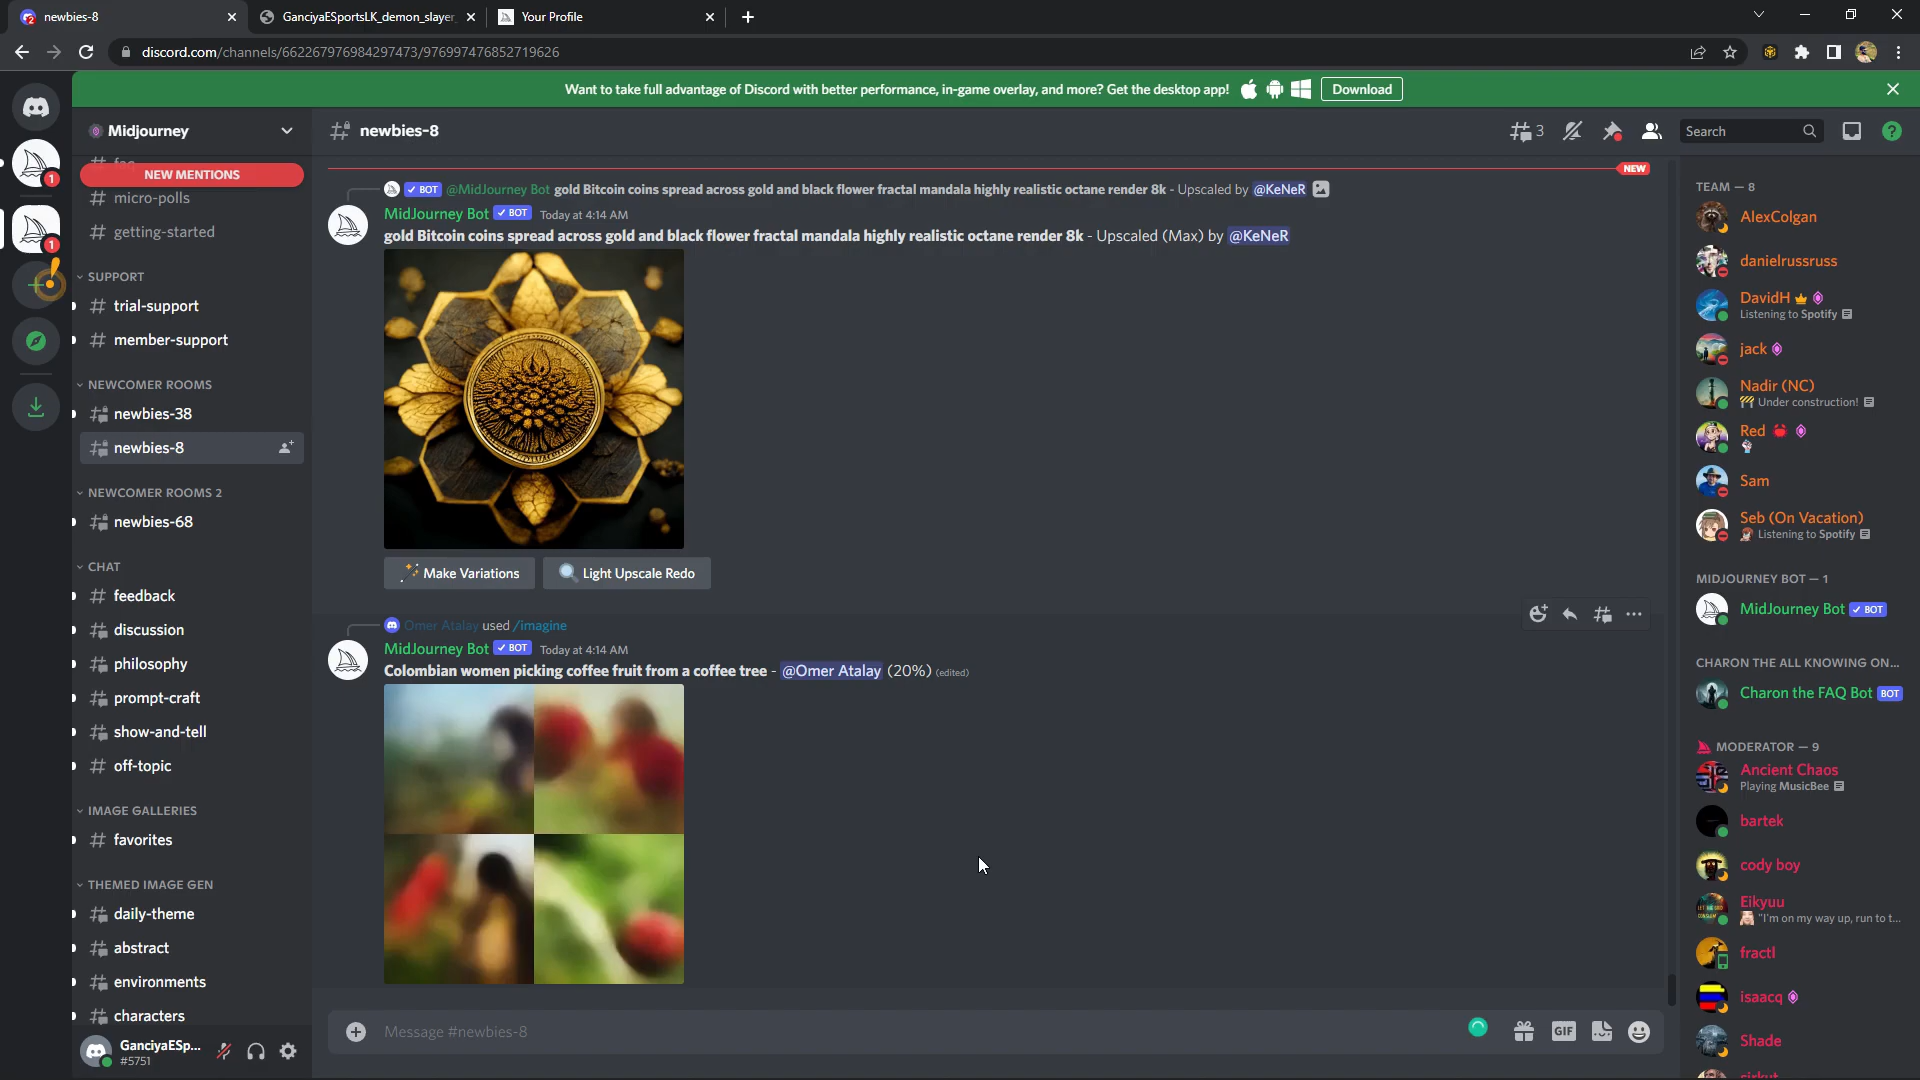 newbies-8
GanciyaESportsLK_demon_slayer_
Your Profile
discord.com/channels/662267976984297473/976997476852719626
Want to take full advantage of Discord with better performance, in-game overlay, and more? Get the desktop app!
Download
Midjourney
faq
NEW MENTIONS
micro-polls
getting-started
SUPPORT
trial-support
member-support
NEWCOMER ROOMS
newbies-38
newbies-8
NEWCOMER ROOMS 2
newbies-68
CHAT
feedback
discussion
philosophy
prompt-craft
show-and-tell
off-topic
IMAGE GALLERIES
favorites
THEMED IMAGE GEN
daily-theme
abstract
environments
characters
GanciyaESp...
#5751
newbies-8
3
Search
NEW
✓ BOT @MidJourney Bot gold Bitcoin coins spread across gold and black flower fractal mandala highly realistic octane render 8k - Upscaled by @KeNeR
MidJourney Bot ✓ BOT Today at 4:14 AM
gold Bitcoin coins spread across gold and black flower fractal mandala highly realistic octane render 8k - Upscaled (Max) by @KeNeR
Make Variations
Light Upscale Redo
Omer Atalay used /imagine
MidJourney Bot ✓ BOT Today at 4:14 AM
Colombian women picking coffee fruit from a coffee tree - @Omer Atalay (20%) (edited)
Message #newbies-8
GIF
TEAM — 8
AlexColgan
danielrussruss
DavidH
Listening to Spotify
jack
Nadir (NC)
Under construction!
Red
Sam
Seb (On Vacation)
Listening to Spotify
MIDJOURNEY BOT — 1
MidJourney Bot ✓ BOT
CHARON THE ALL KNOWING ON...
Charon the FAQ Bot BOT
MODERATOR — 9
Ancient Chaos
Playing MusicBee
bartek
cody boy
Eikyuu
"I'm on my way up, run to t...
fractl
isaacq
Shade